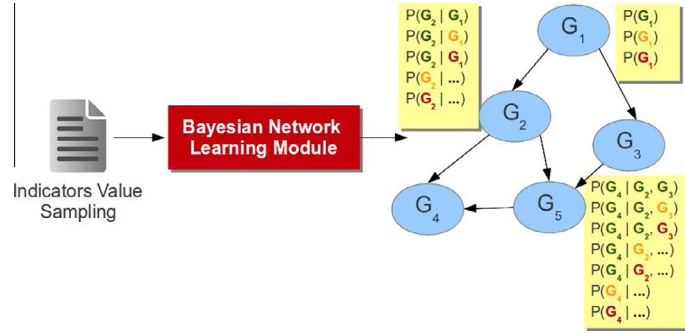 P(G2 | G1)
P(G2 | G1)
P(G2 | G1)
P(G2 | ...)
P(G2 | ...)
G1
P(G1)
P(G1)
P(G1)
Bayesian Network
Learning Module
G2
G3
Indicators Value
Sampling
G4
G5
P(G4 | G2, G3)
P(G4 | G2, G3)
P(G4 | G2, G3)
P(G4 | G2, ...)
P(G4 | G2, ...)
P(G4 | ...)
P(G4 | ...)